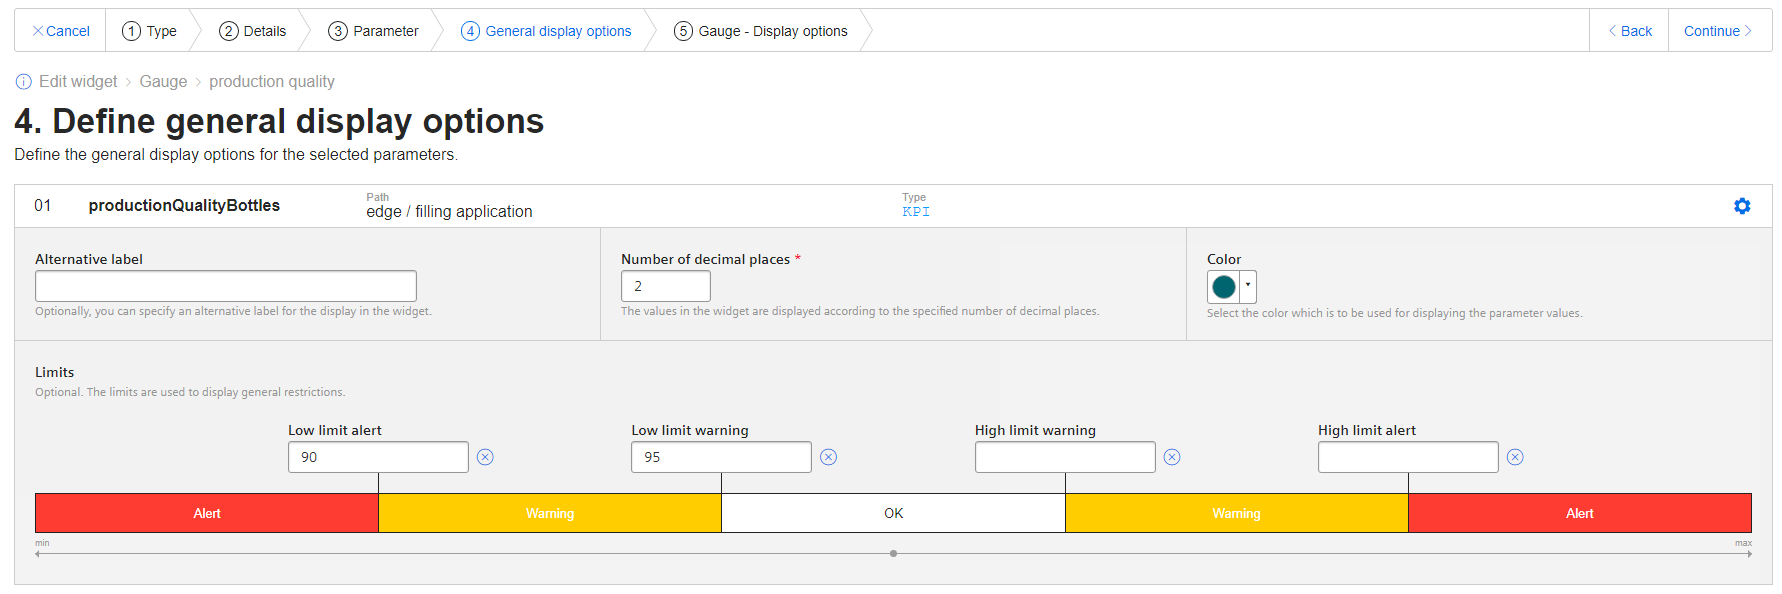 Cancel 1 Type 2 Details 3 Parameter 4 General display options 5 Gauge - Display options Back Continue
Edit widget > Gauge > production quality
4. Define general display options
Define the general display options for the selected parameters.
01 productionQualityBottles Path Type
edge / filling application KPI
Alternative label Number of decimal places * Color
2
Optionally, you can specify an alternative label for the display in the widget. The values in the widget are displayed according to the specified number of decimal places. Select the color which is to be used for displaying the parameter values.
Limits
Optional. The limits are used to display general restrictions.
Low limit alert Low limit warning High limit warning High limit alert
90 95
Alert Warning OK Warning Alert
min max